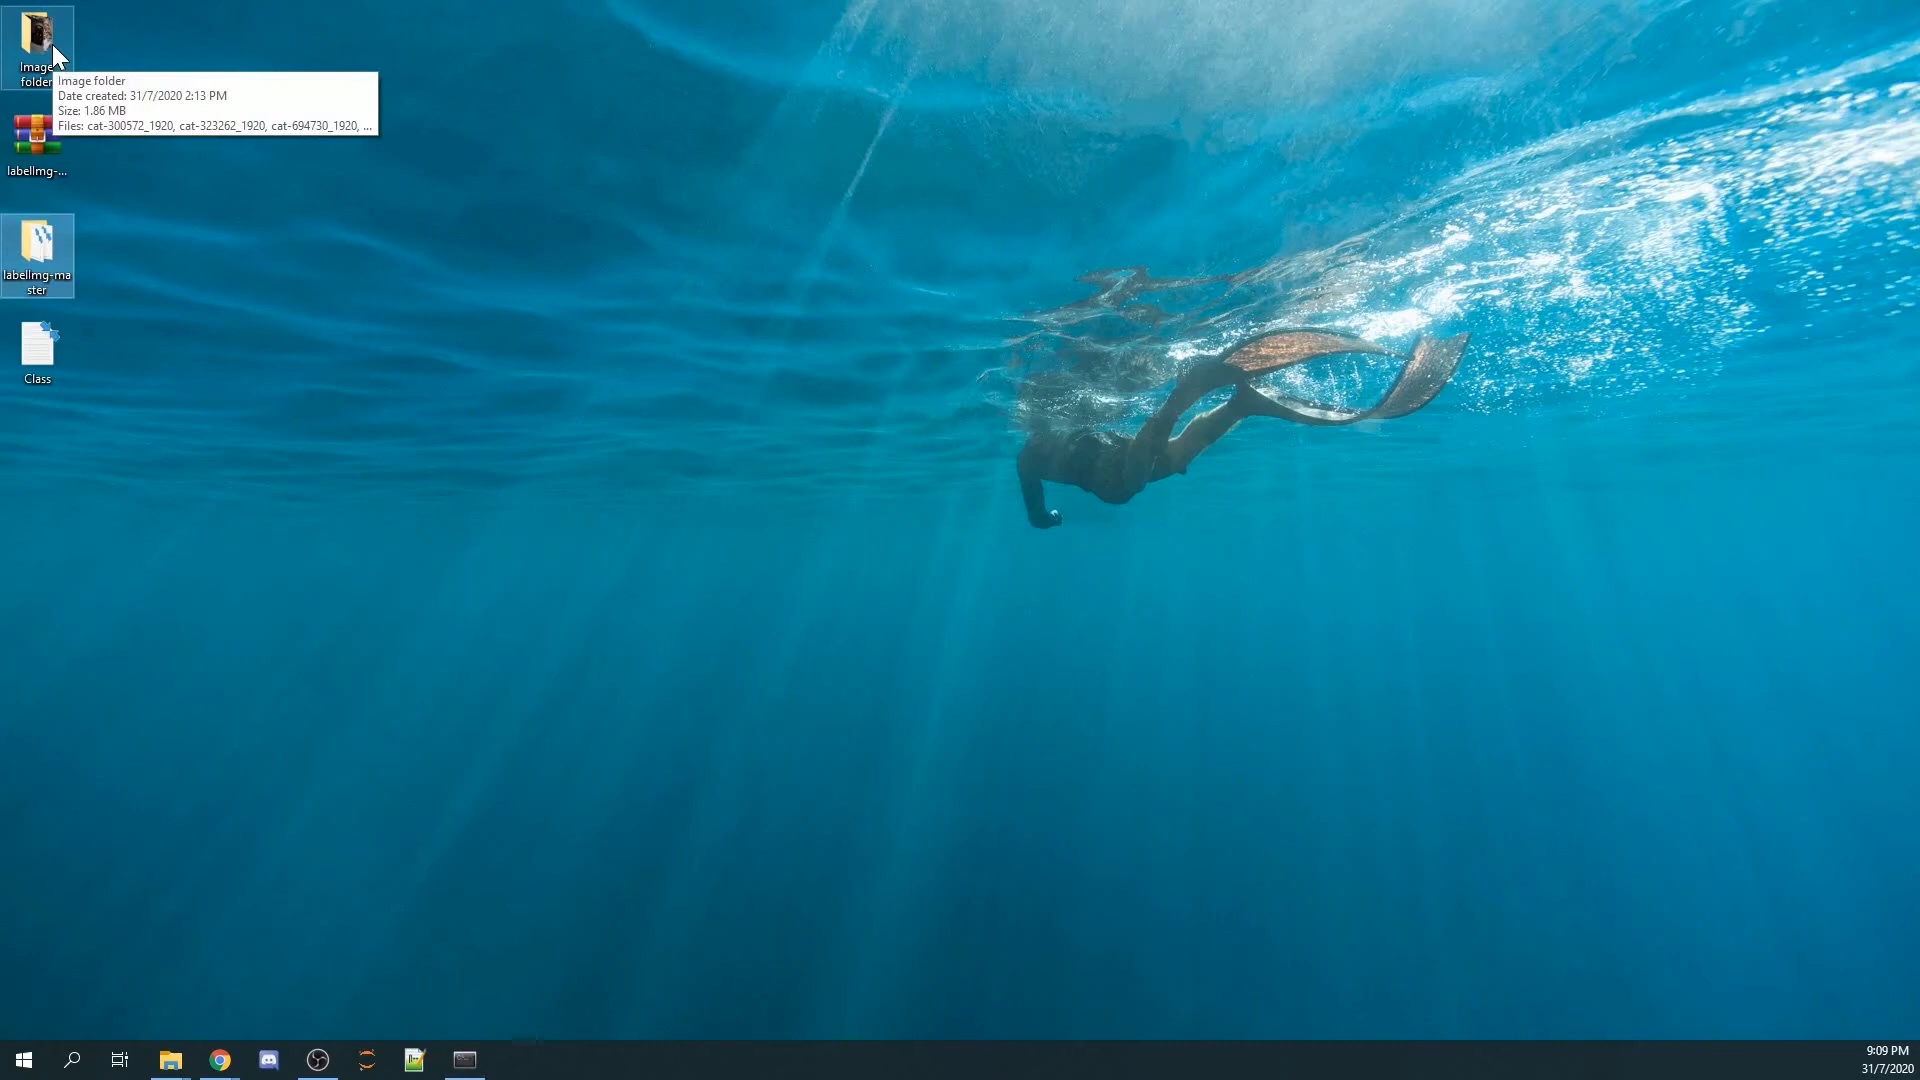 Image
folder
Image folder
Date created: 31/7/2020 2:13 PM
Size: 1.86 MB
Files: cat-300572_1920, cat-323262_1920, cat-694730_1920, ...
labelImg-...
labelImg-ma
ster
Class
9:09 PM
31/7/2020